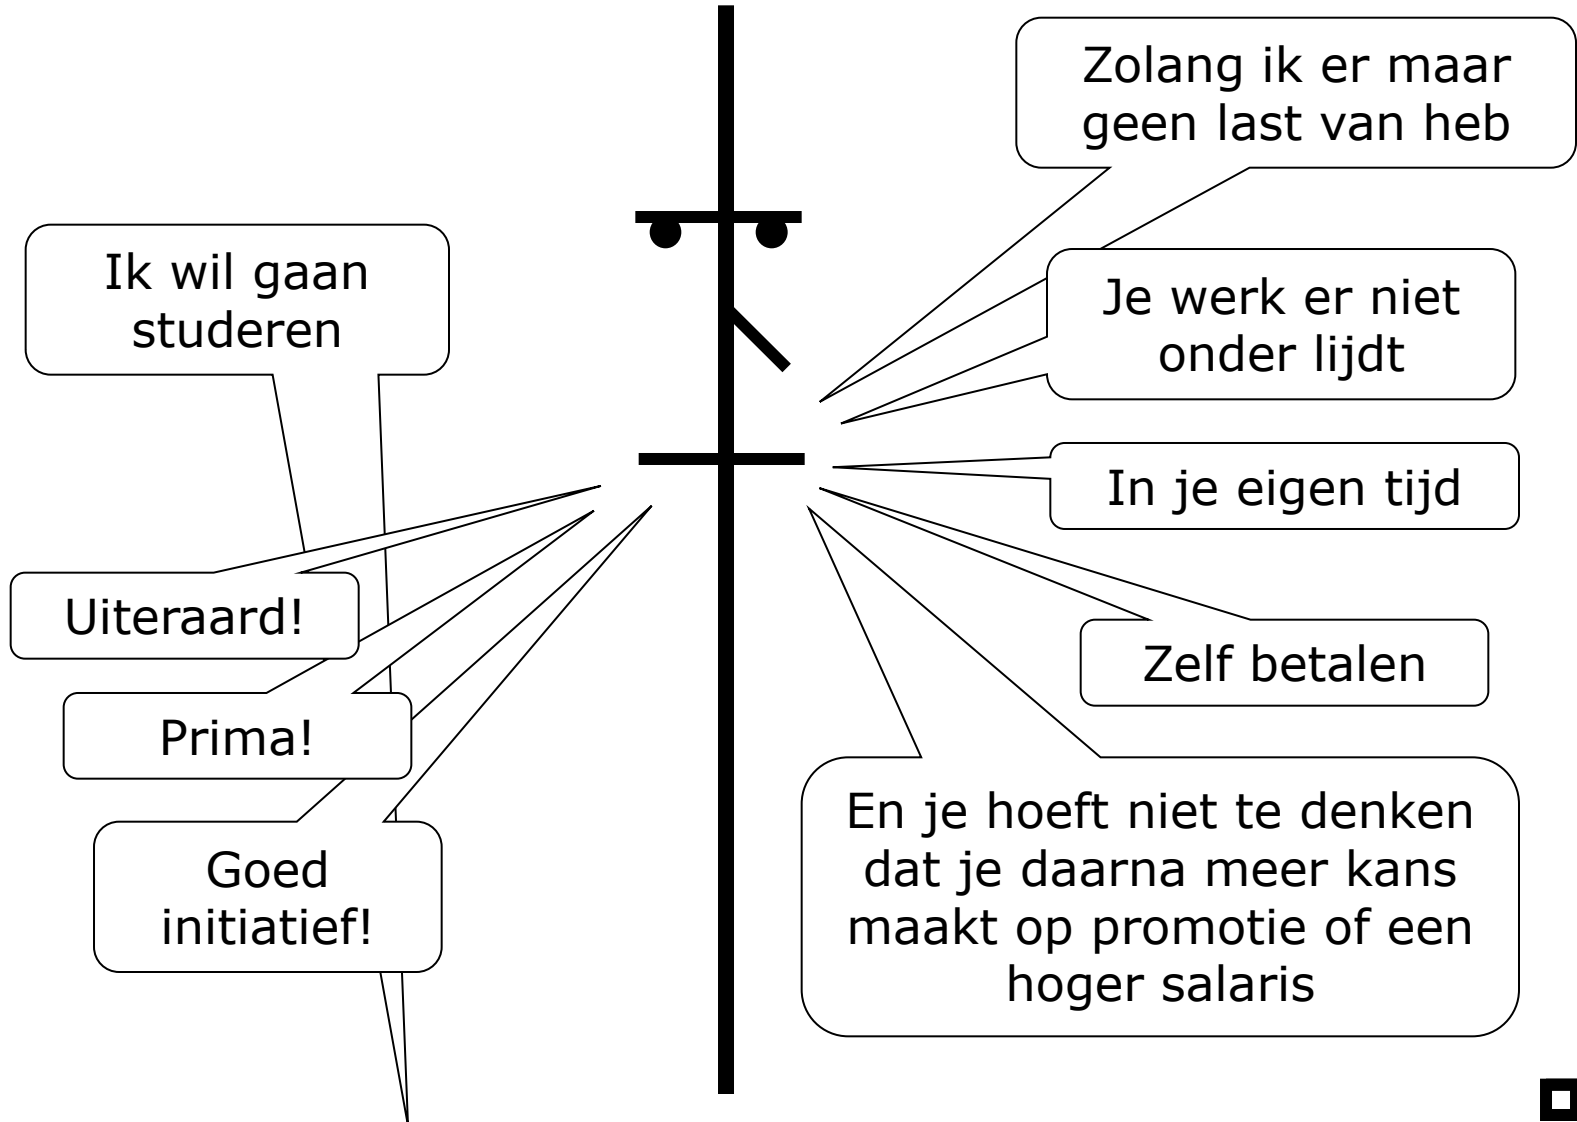 Ik wil gaan
studeren
Uiteraard!
Prima!
Goed
initiatief!
Zolang ik er maar
geen last van heb
Je werk er niet
onder lijdt
In je eigen tijd
Zelf betalen
En je hoeft niet te denken
dat je daarna meer kans
maakt op promotie of een
hoger salaris